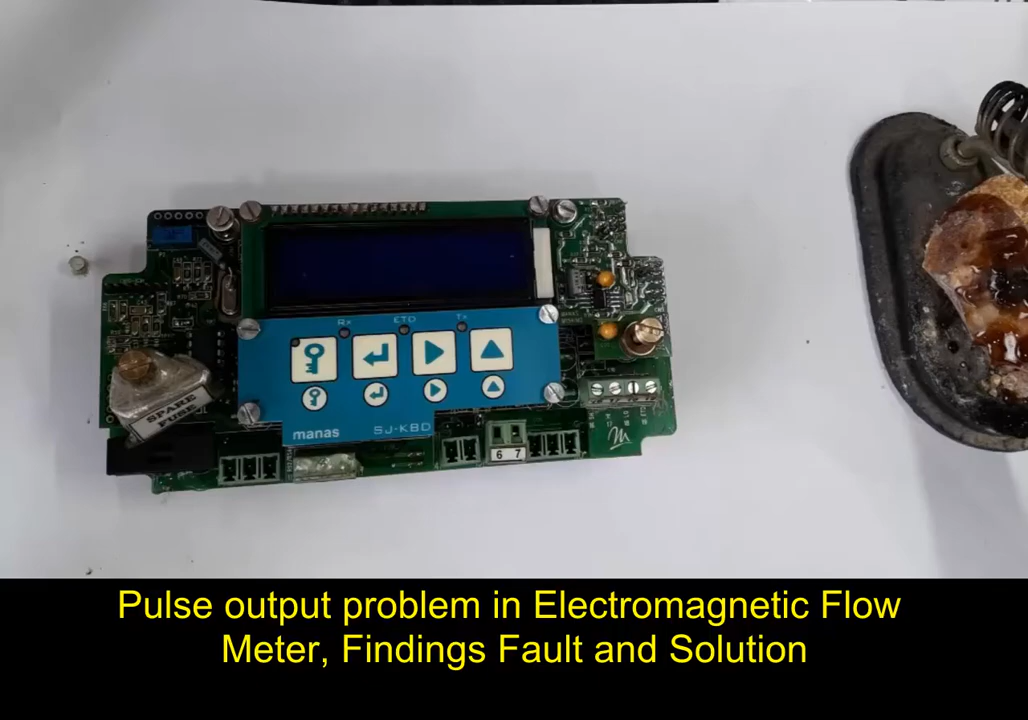 Rx ETD Tx
SPARE
FUSE
manas SJ-KBD
6 7
Pulse output problem in Electromagnetic Flow
Meter, Findings Fault and Solution